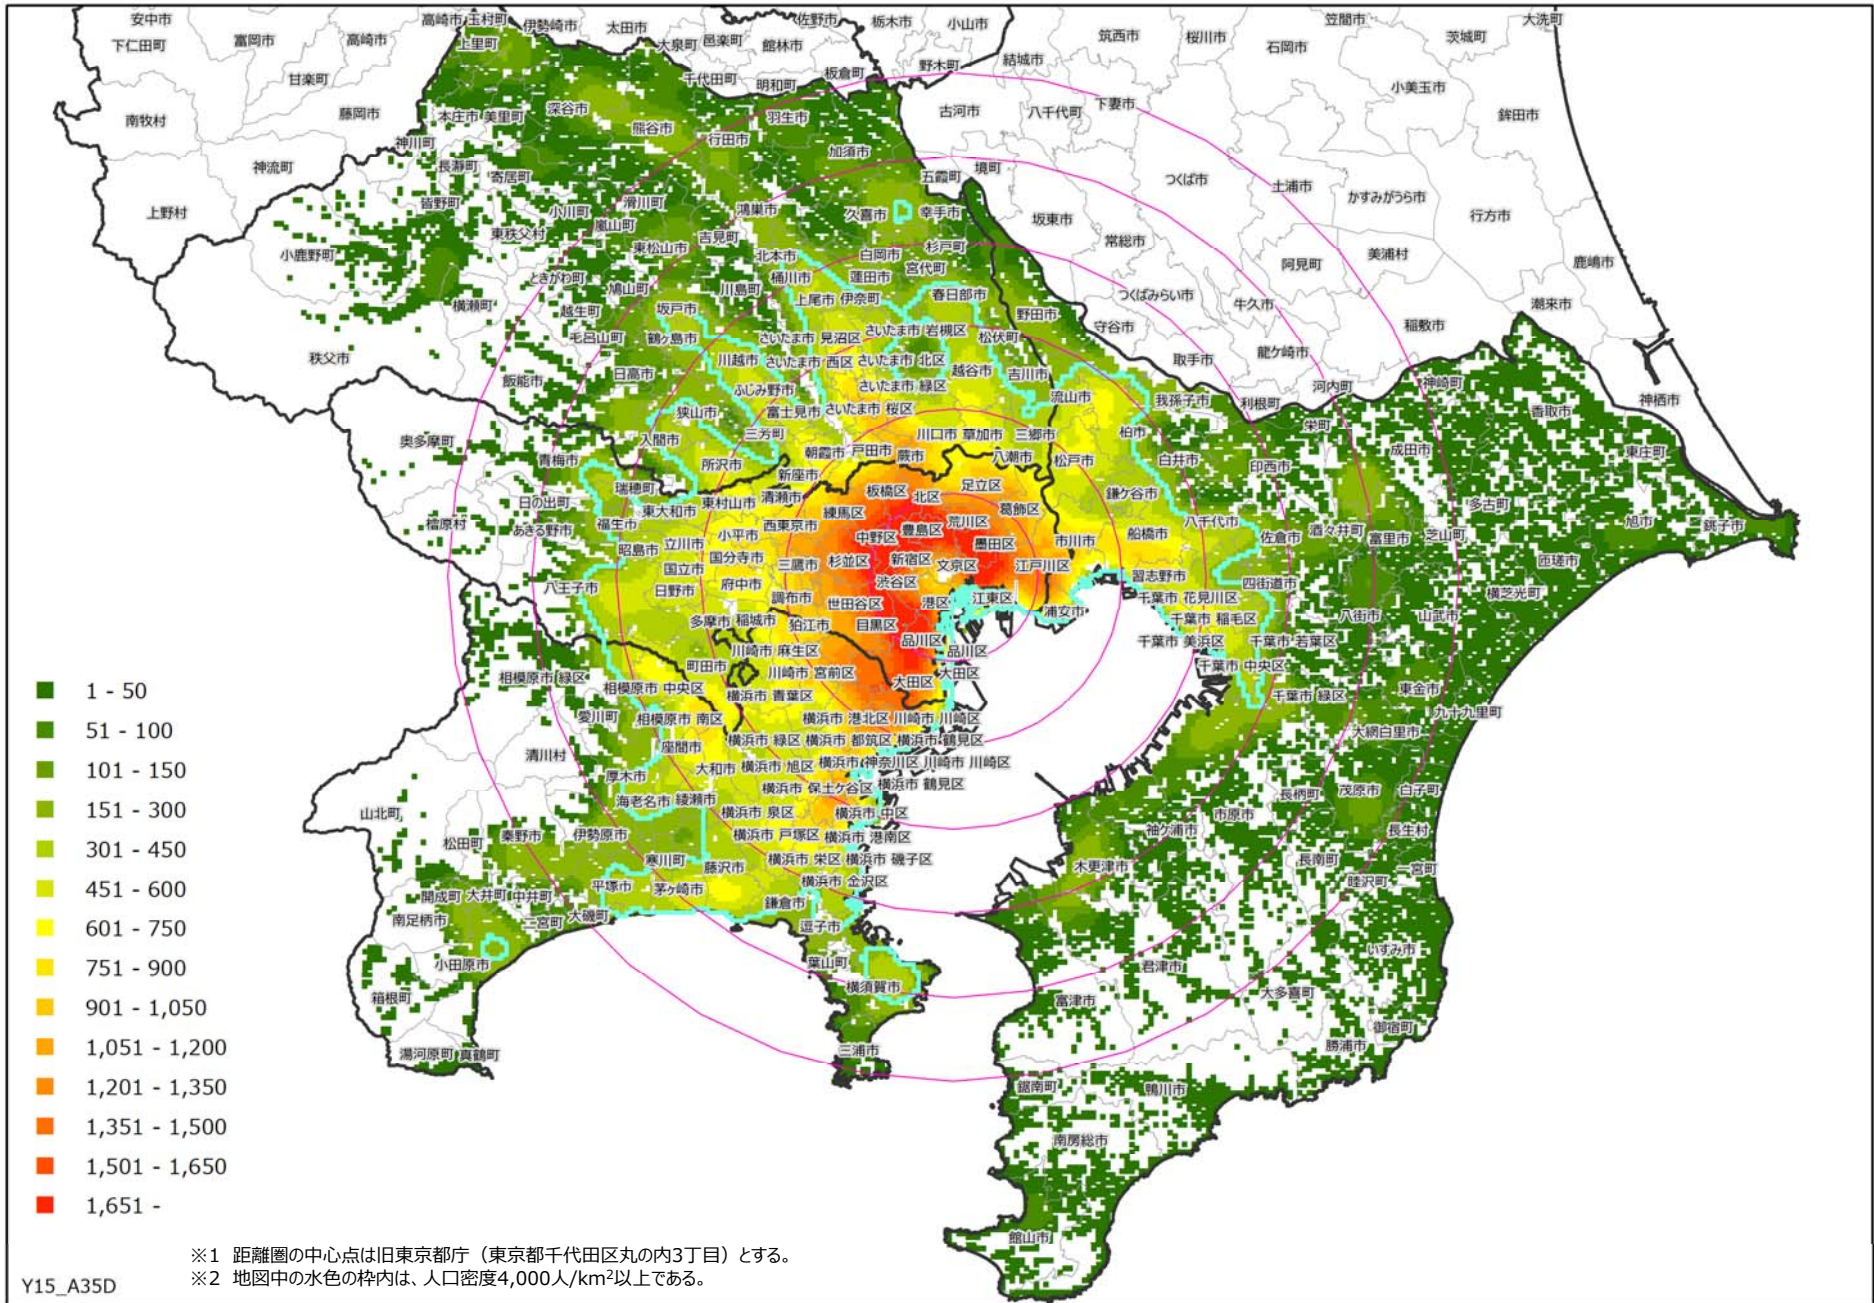 安中市
高崎市 玉村町
伊勢崎市
太田市
佐野市
栃木市
小山市
笠間市
大洗町
下仁田町
富岡市
高崎市
上里町
大泉町
邑楽町
館林市
野木町
結城市
筑西市
桜川市
石岡市
茨城町
甘楽町
藤岡市
千代田町
明和町
板倉町
小美玉市
南牧村
本庄市 美里町
深谷市
熊谷市
行田市
羽生市
古河市
八千代町
下妻市
鉾田市
神川町
神流町
長瀞町
寄居町
加須市
五霞町
境町
つくば市
土浦市
かすみがうら市
上野村
皆野町
小川町
滑川町
鴻巣市
久喜市
幸手市
坂東市
行方市
東秩父村
嵐山町
吉見町
常総市
小鹿野町
東松山市
北本市
白岡市
杉戸町
美浦村
阿見町
鹿嶋市
ときがわ町
鳩山町
川島町
桶川市
蓮田市
宮代町
横瀬町
越生町
坂戸市
上尾市
伊奈町
春日部市
野田市
つくばみらい市
牛久市
潮来市
秩父市
毛呂山町
鶴ヶ島市
さいたま市 見沼区
さいたま市 岩槻区
松伏町
守谷市
稲敷市
飯能市
日高市
川越市
さいたま市 西区
さいたま市 北区
越谷市
吉川市
取手市
龍ケ崎市
ふじみ野市
さいたま市 緑区
流山市
我孫子市
利根町
河内町
神崎町
香取市
神栖市
奥多摩町
狭山市
富士見市
さいたま市 桜区
入間市
三芳町
川口市
草加市
三郷市
柏市
栄町
成田市
東庄町
青梅市
所沢市
朝霞市
戸田市
蕨市
八潮市
松戸市
白井市
印西市
新座市
瑞穂町
日の出町
東村山市
清瀬市
板橋区
北区
足立区
鎌ケ谷市
多古町
檜原村
あきる野市
福生市
東大和市
西東京市
練馬区
豊島区
荒川区
葛飾区
船橋市
八千代市
酒々井町
芝山町
旭市
銚子市
昭島市
立川市
小平市
国分寺市
中野区
墨田区
市川市
佐倉市
富里市
匝瑳市
国立市
三鷹市
杉並区
新宿区
文京区
江戸川区
習志野市
四街道市
横芝光町
八王子市
日野市
府中市
調布市
渋谷区
世田谷区
港区
江東区
浦安市
千葉市 花見川区
八街市
山武市
多摩市
稲城市
狛江市
目黒区
千葉市 稲毛区
川崎市 麻生区
品川区
品川区
千葉市 美浜区
千葉市 若葉区
町田市
川崎市 宮前区
大田区
大田区
千葉市 中央区
相模原市 緑区
相模原市 中央区
横浜市 青葉区
千葉市 緑区
東金市
愛川町
相模原市 南区
横浜市 港北区
川崎市 川崎区
九十九里町
座間市
横浜市 緑区
横浜市 都筑区
横浜市 鶴見区
大網白里市
清川村
厚木市
大和市
横浜市 旭区
横浜市 神奈川区
川崎市 川崎区
横浜市 保土ケ谷区
横浜市 鶴見区
海老名市
綾瀬市
長柄町
茂原市
白子町
山北町
横浜市 泉区
横浜市 中区
市原市
松田町
秦野市
伊勢原市
横浜市 戸塚区
横浜市 港南区
袖ケ浦市
長生村
寒川町
藤沢市
横浜市 栄区
横浜市 磯子区
木更津市
長南町
一宮町
開成町
大井町
中井町
平塚市
茅ヶ崎市
横浜市 金沢区
睦沢町
南足柄市
二宮町
大磯町
鎌倉市
逗子市
いすみ市
小田原市
葉山町
君津市
箱根町
横須賀市
富津市
大多喜町
御宿町
湯河原町
真鶴町
三浦市
勝浦市
鋸南町
鴨川市
南房総市
館山市
1 - 50
51 - 100
101 - 150
151 - 300
301 - 450
451 - 600
601 - 750
751 - 900
901 - 1,050
1,051 - 1,200
1,201 - 1,350
1,351 - 1,500
1,501 - 1,650
1,651 -
※1 距離圏の中心点は旧東京都庁（東京都千代田区丸の内3丁目）とする。
※2 地図中の水色の枠内は、人口密度4,000人/km²以上である。
Y15_A35D